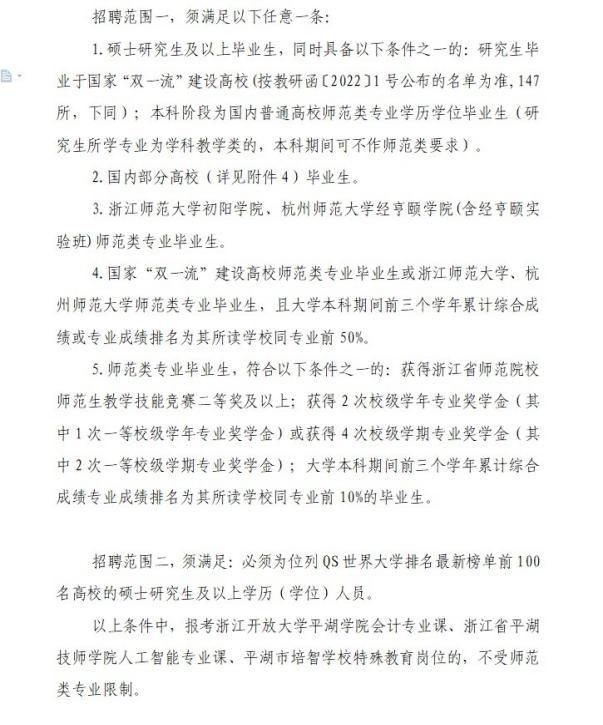 招聘范围一，须满足以下任意一条：
1.硕士研究生及以上毕业生，同时具备以下条件之一的：研究生毕
业于国家“双一流”建设高校(按教研函〔2022〕1号公布的名单为准,147
所，下同)；本科阶段为国内普通高校师范类专业学历学位毕业生（研
究生所学专业为学科教学类的，本科期间可不作师范类要求）。
2.国内部分高校（详见附件4）毕业生。
3.浙江师范大学初阳学院、杭州师范大学经亨颐学院(含经亨颐实
验班)师范类专业毕业生。
4.国家“双一流”建设高校师范类专业毕业生或浙江师范大学、杭
州师范大学师范类专业毕业生，且大学本科期间前三个学年累计综合成
绩或专业成绩排名为其所读学校同专业前50%。
5.师范类专业毕业生，符合以下条件之一的：获得浙江省师范院校
师范生教学技能竞赛二等奖及以上；获得2次校级学年专业奖学金（其
中1次一等校级学年专业奖学金）或获得4次校级学期专业奖学金（其
中2次一等校级学期专业奖学金）；大学本科期间前三个学年累计综合
成绩专业成绩排名为其所读学校同专业前10%的毕业生。
招聘范围二，须满足：必须为位列QS世界大学排名最新榜单前100
名高校的硕士研究生及以上学历（学位）人员。
以上条件中，报考浙江开放大学平湖学院会计专业课、浙江省平湖
技师学院人工智能专业课、平湖市培智学校特殊教育岗位的，不受师范
类专业限制。